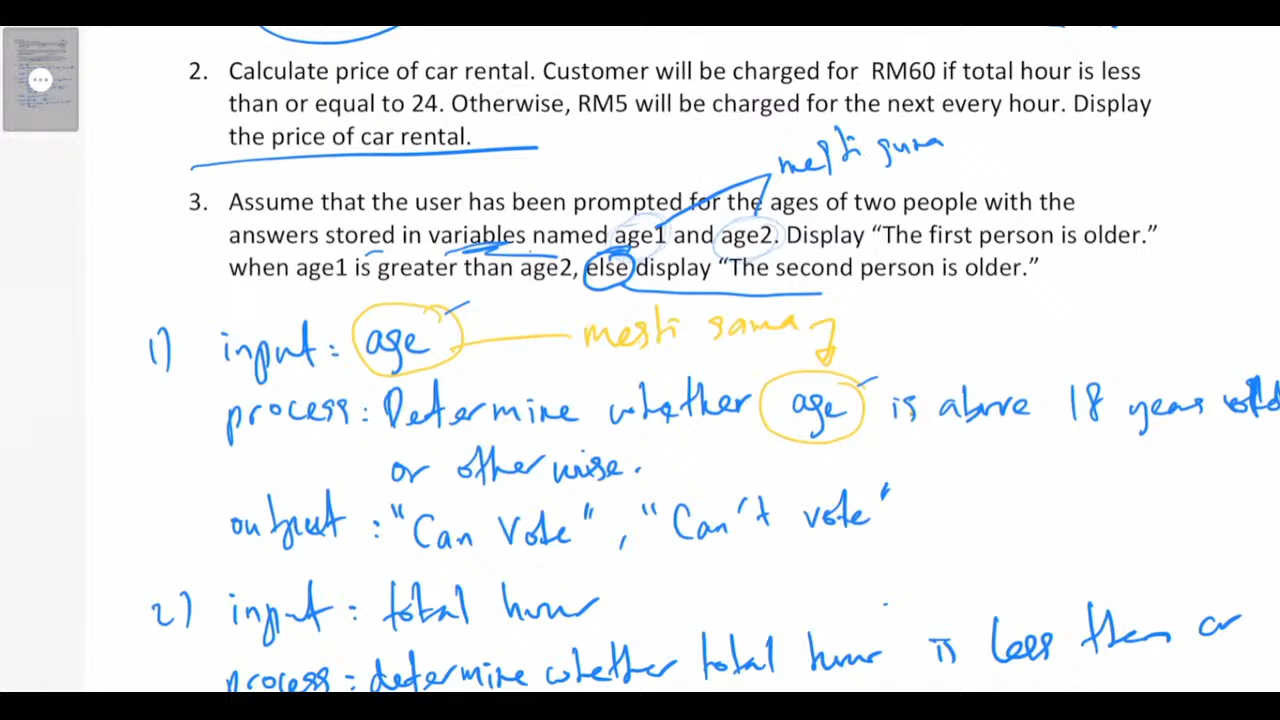 2. Calculate price of car rental. Customer will be charged for RM60 if total hour is less
than or equal to 24. Otherwise, RM5 will be charged for the next every hour. Display
the price of car rental.
mesti guna
3. Assume that the user has been prompted for the ages of two people with the
answers stored in variables named age1 and age2. Display “The first person is older.”
when age1 is greater than age2, else display “The second person is older.”
1) input: age mesti sama
process: Determine whether age is above 18 years old
or otherwise.
output: "Can Vote", "Can't vote"
2) input: total hour
process: determine whether total hour is less than or